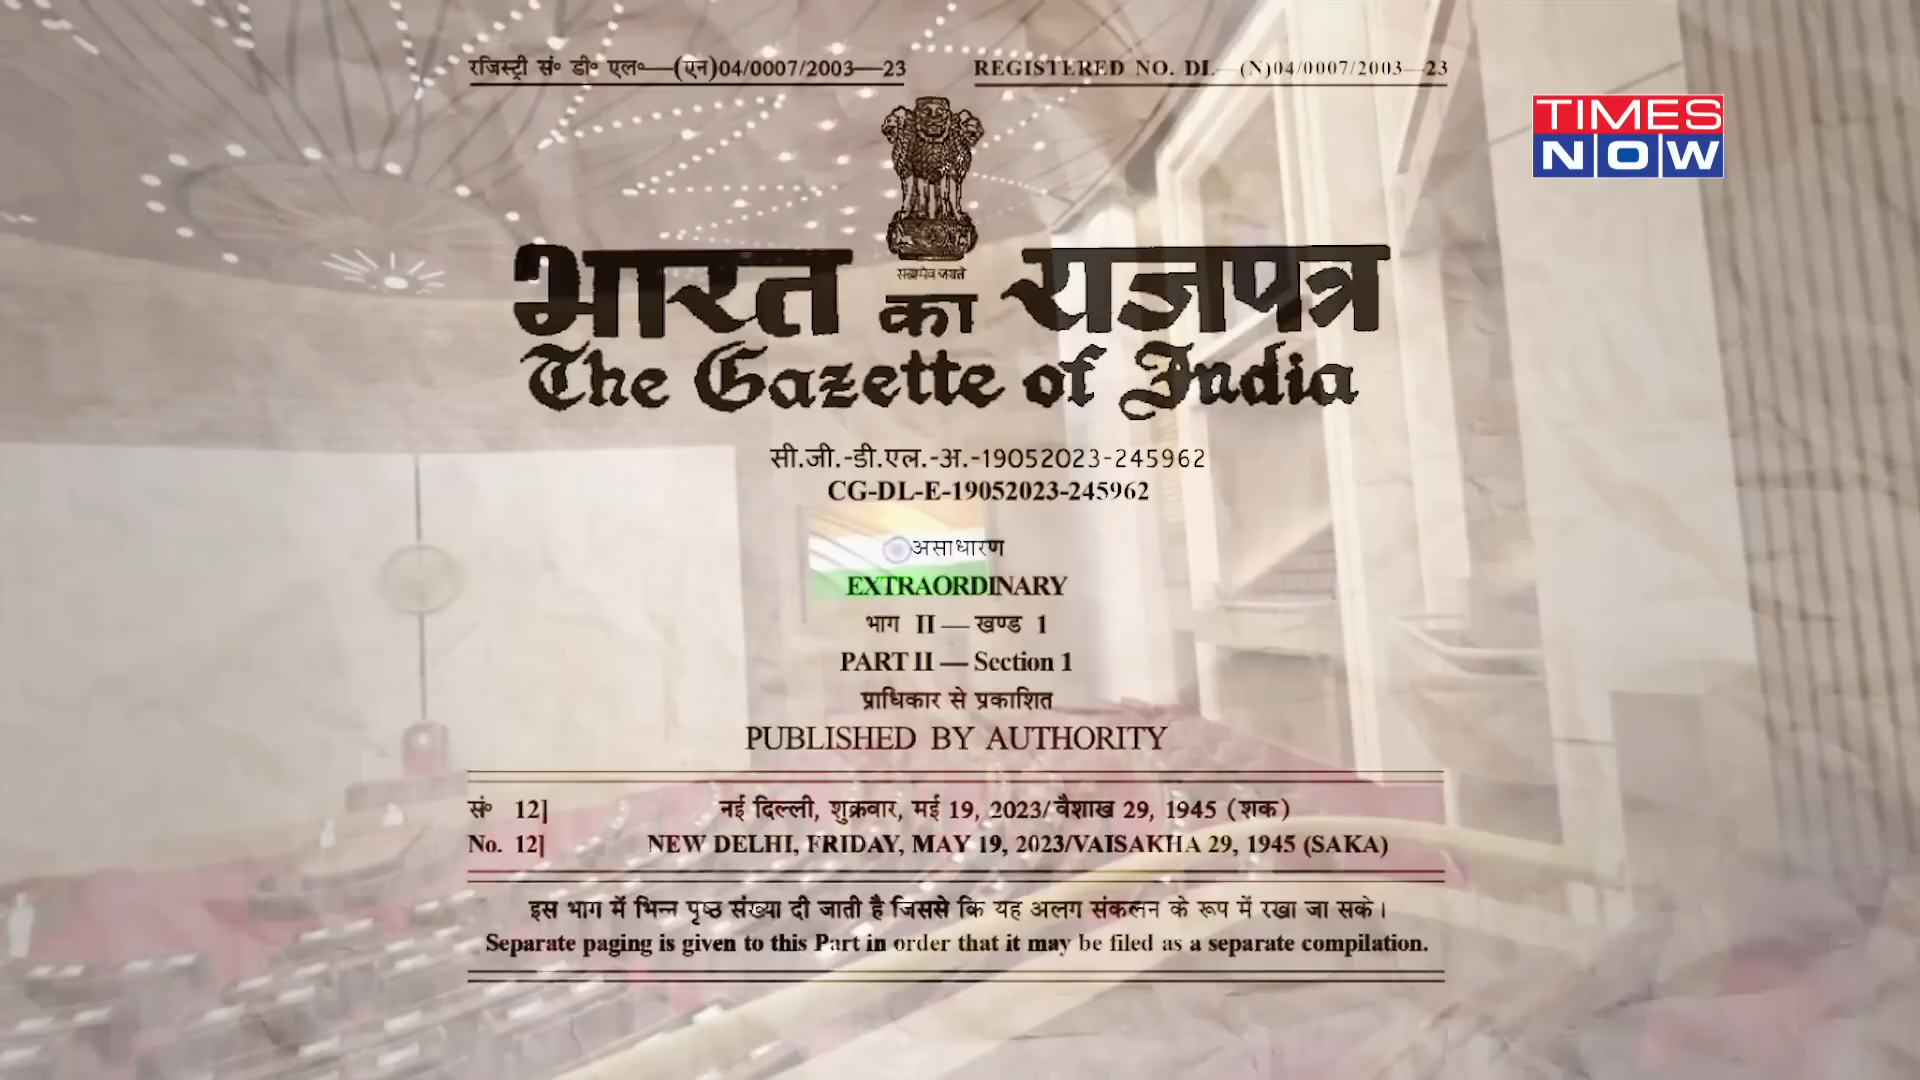 रजिस्ट्री सं॰ डी॰ एल॰—(एन)04/0007/2003—23
REGISTERED NO. DL—(N)04/0007/2003—23
TIMES
NOW
सत्यमेव जयते
भारत का राजपत्र
The Gazette of India
सी.जी.-डी.एल.-अ.-19052023-245962
CG-DL-E-19052023-245962
असाधारण
EXTRAORDINARY
भाग II — खण्ड 1
PART II — Section 1
प्राधिकार से प्रकाशित
PUBLISHED BY AUTHORITY
सं॰ 12] नई दिल्ली, शुक्रवार, मई 19, 2023/वैशाख 29, 1945 (शक)
No. 12] NEW DELHI, FRIDAY, MAY 19, 2023/VAISAKHA 29, 1945 (SAKA)
इस भाग में भिन्न पृष्ठ संख्या दी जाती है जिससे कि यह अलग संकलन के रूप में रखा जा सके।
Separate paging is given to this Part in order that it may be filed as a separate compilation.